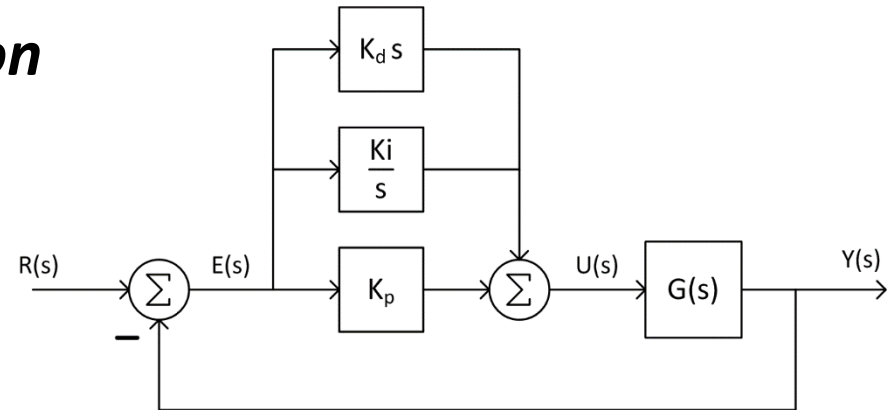 on
K_d s
Ki
s
R(s)
E(s)
K_p
Σ
Σ
U(s)
G(s)
Y(s)
−